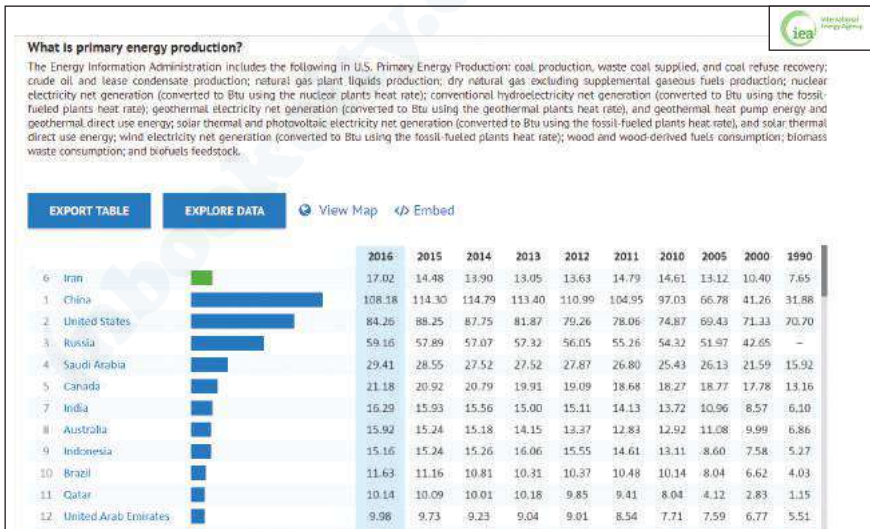 iea
International
Energy Agency
What is primary energy production?
The Energy Information Administration includes the following in U.S. Primary Energy Production: coal production, waste coal supplied, and coal refuse recovery;
crude oil and lease condensate production; natural gas plant liquids production; dry natural gas excluding supplemental gaseous fuels production; nuclear
electricity net generation (converted to Btu using the nuclear plants heat rate); conventional hydroelectricity net generation (converted to Btu using the fossil-
fueled plants heat rate); geothermal electricity net generation (converted to Btu using the geothermal plants heat rate), and geothermal heat pump energy and
geothermal direct use energy; solar thermal and photovoltaic electricity net generation (converted to Btu using the fossil-fueled plants heat rate), and solar thermal
direct use energy; wind electricity net generation (converted to Btu using the fossil-fueled plants heat rate); wood and wood-derived fuels consumption; biomass
waste consumption; and biofuels feedstock.
EXPORT TABLE EXPLORE DATA View Map </> Embed
2016 2015 2014 2013 2012 2011 2010 2005 2000 1990
6 Iran 17.02 14.48 13.90 13.05 13.63 14.79 14.61 13.12 10.40 7.65
1 China 108.18 114.30 114.79 113.40 110.99 104.95 97.03 66.78 41.26 31.88
2 United States 84.26 88.25 87.75 81.87 79.26 78.06 74.87 69.43 71.33 70.70
3 Russia 59.16 57.89 57.07 57.32 56.05 55.26 54.32 51.97 42.65 –
4 Saudi Arabia 29.41 28.55 27.52 27.52 27.87 26.80 25.43 26.13 21.59 15.92
5 Canada 21.18 20.92 20.79 19.91 19.09 18.68 18.27 18.77 17.78 13.16
7 India 16.29 15.93 15.56 15.00 15.11 14.13 13.72 10.96 8.57 6.10
8 Australia 15.92 15.24 15.18 14.15 13.37 12.83 12.92 11.08 9.99 6.86
9 Indonesia 15.16 15.24 15.26 16.06 15.55 14.61 13.11 8.60 7.58 5.27
10 Brazil 11.63 11.16 10.81 10.31 10.37 10.48 10.14 8.04 6.62 4.03
11 Qatar 10.14 10.09 10.01 10.18 9.85 9.41 8.04 4.12 2.83 1.15
12 United Arab Emirates 9.98 9.73 9.23 9.04 9.01 8.54 7.71 7.59 6.77 5.51